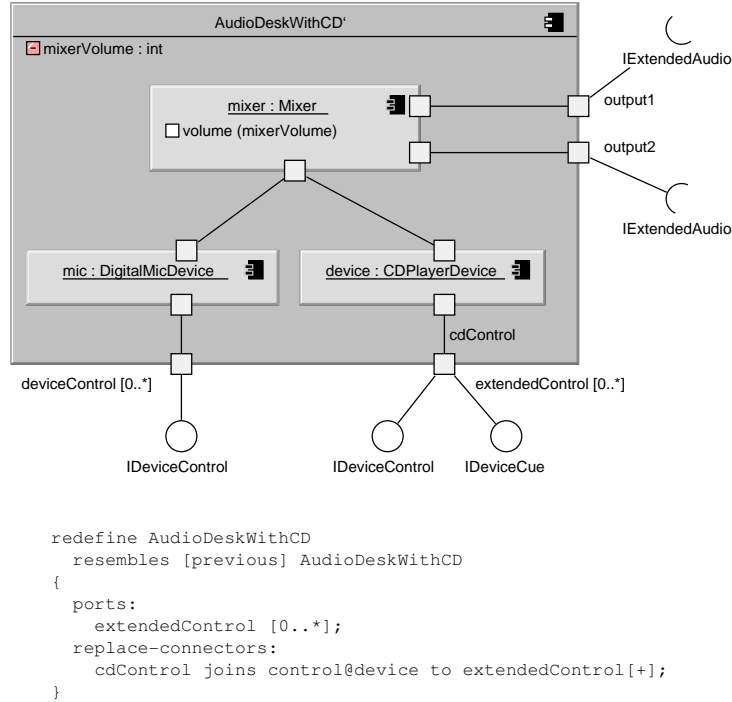 AudioDeskWithCD‘
mixerVolume : int
IExtendedAudio
mixer : Mixer
output1
volume (mixerVolume)
output2
IExtendedAudio
mic : DigitalMicDevice
device : CDPlayerDevice
cdControl
deviceControl [0..*]
extendedControl [0..*]
IDeviceControl
IDeviceControl
IDeviceCue
redefine AudioDeskWithCD
  resembles [previous] AudioDeskWithCD
{
  ports:
    extendedControl [0..*];
  replace-connectors:
    cdControl joins control@device to extendedControl[+];
}